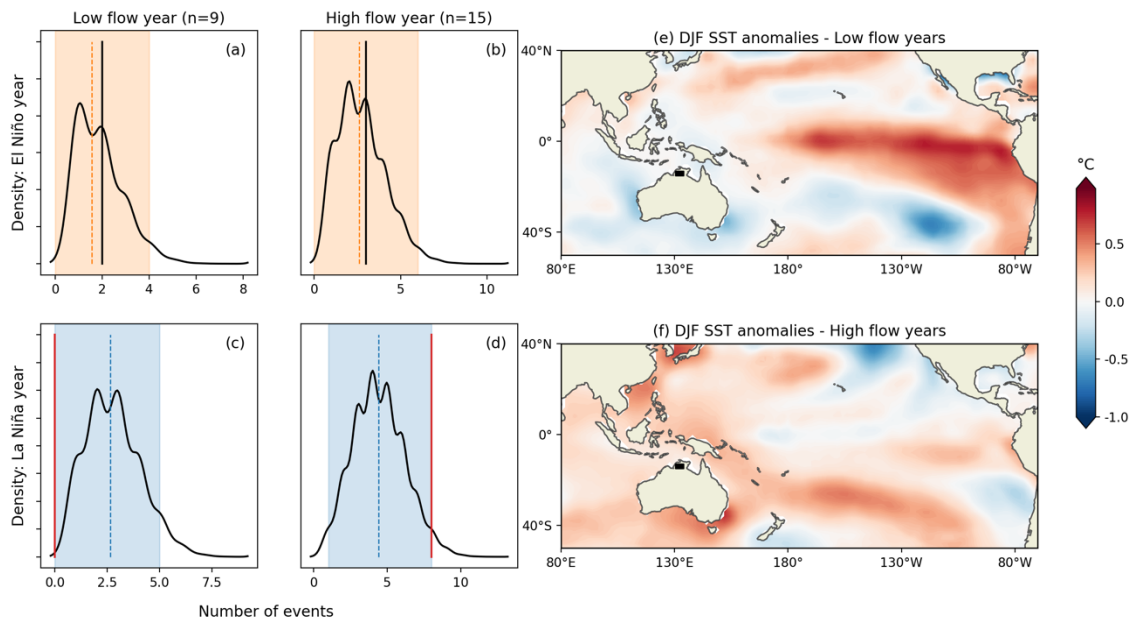 Low flow year (n=9)
High flow year (n=15)
(a)
(b)
Density: El Niño year
0 2 4 6 8
0 5 10
(c)
(d)
Density: La Niña year
0.0 2.5 5.0 7.5
0 5 10
Number of events
(e) DJF SST anomalies - Low flow years
40°N
0°
40°S
80°E 130°E 180° 130°W 80°W
(f) DJF SST anomalies - High flow years
40°N
0°
40°S
80°E 130°E 180° 130°W 80°W
°C
0.5
0.0
-0.5
-1.0